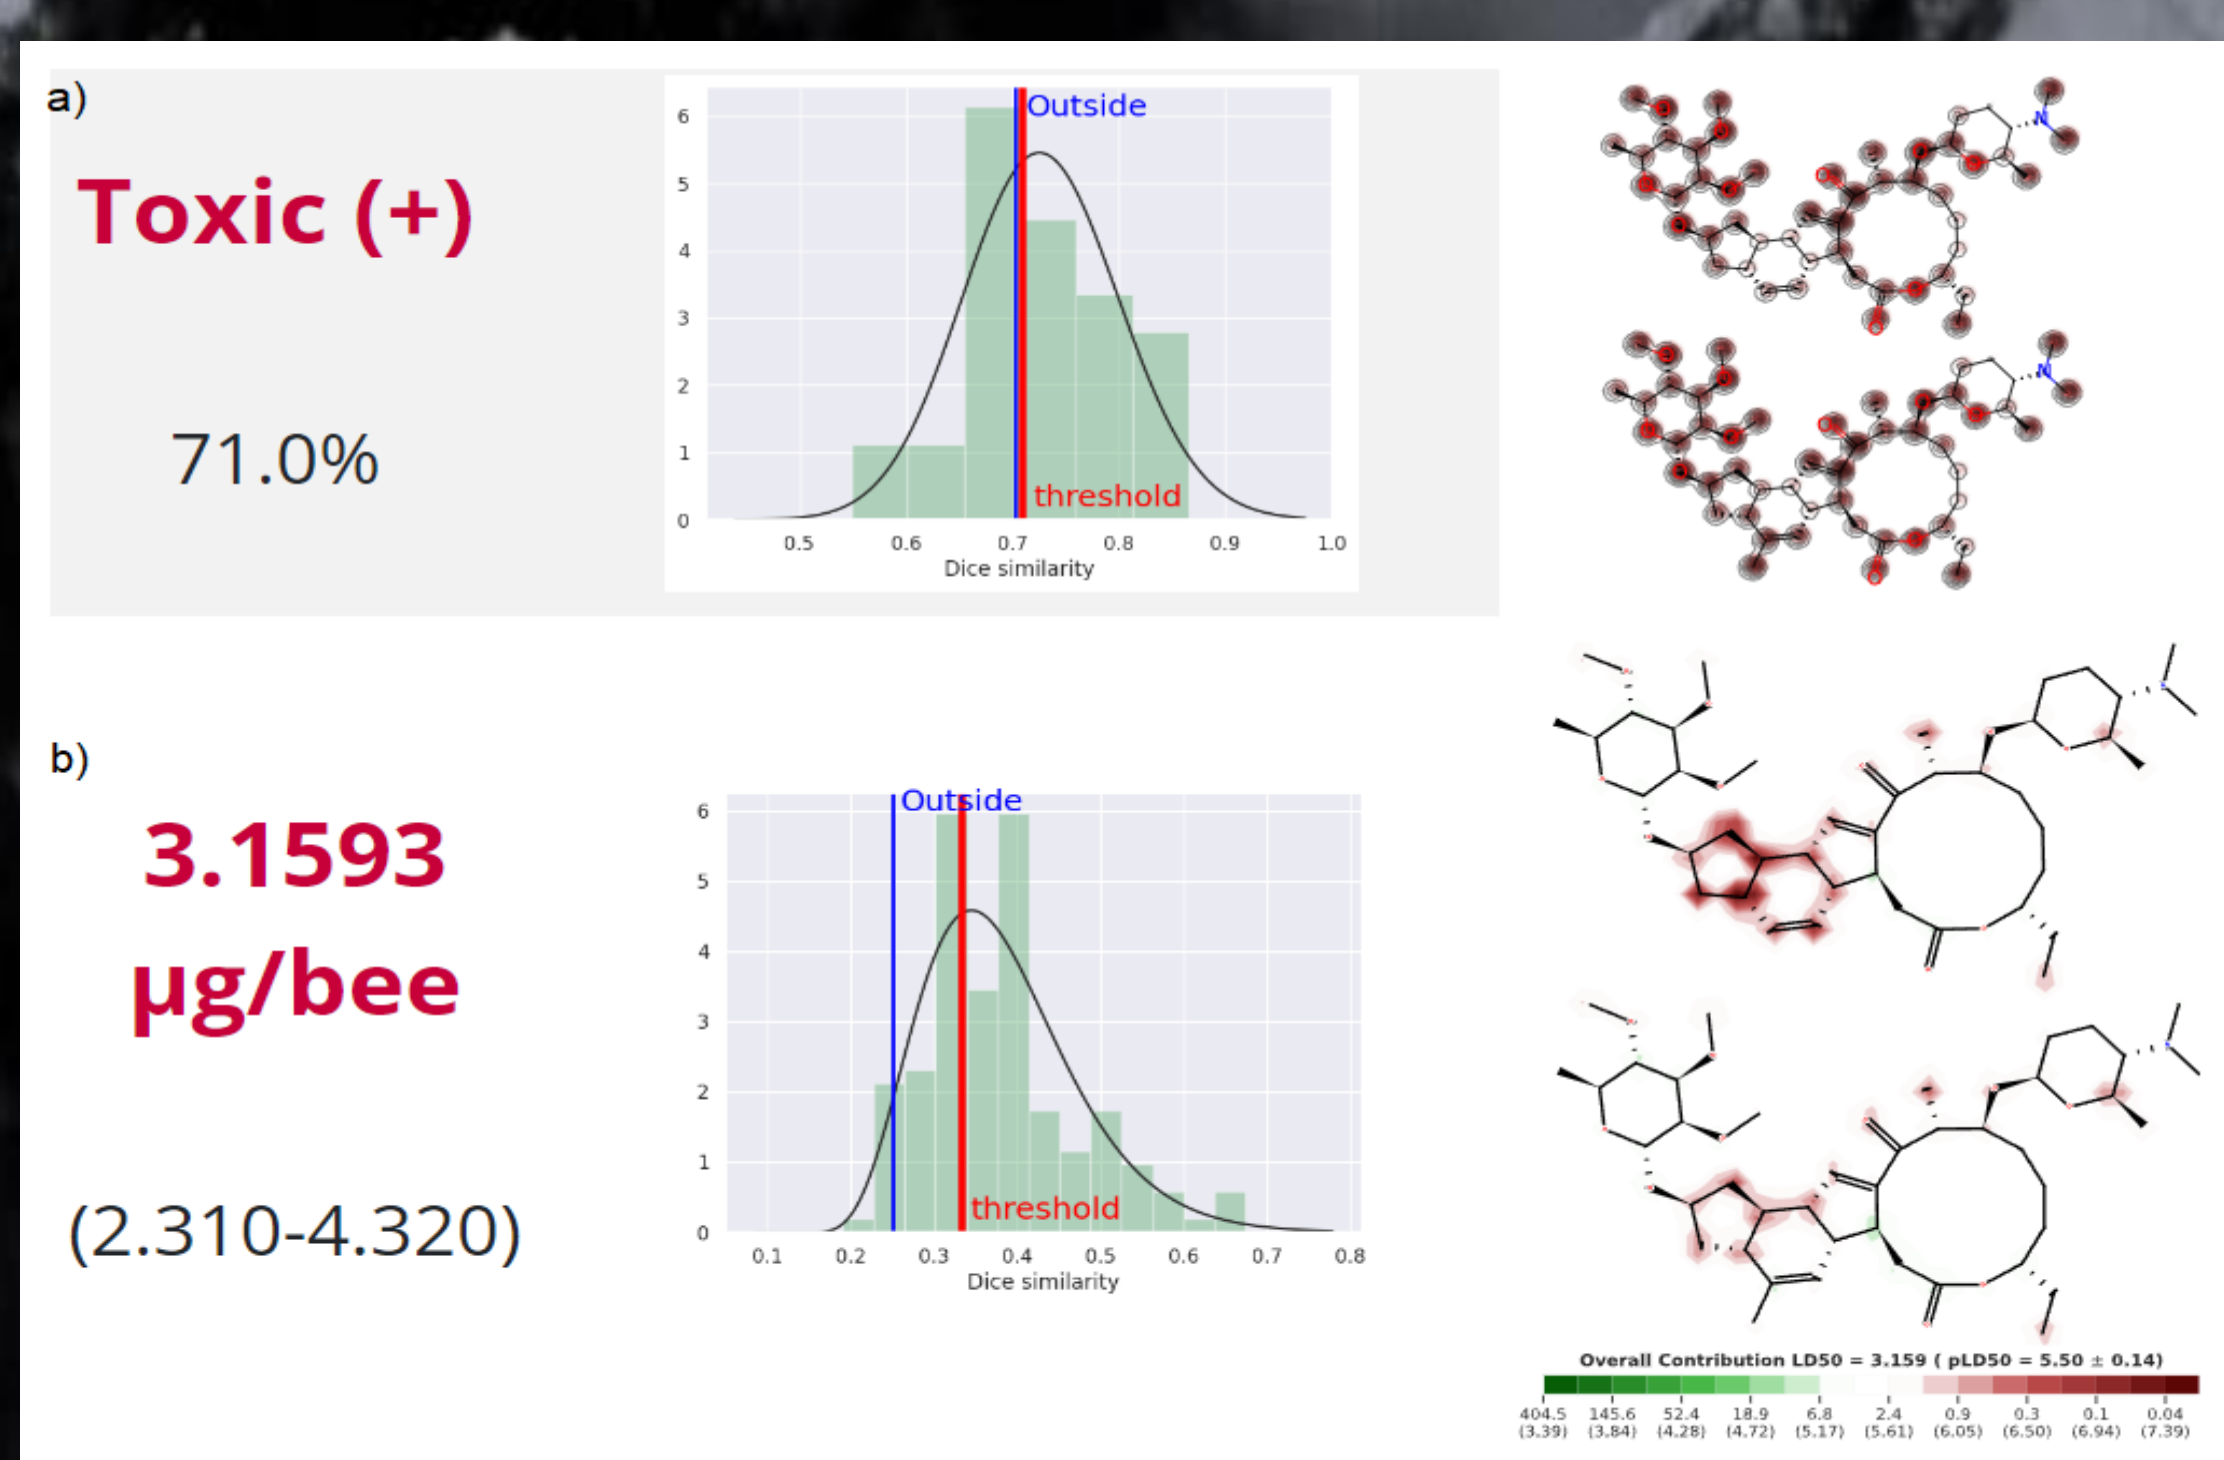 a)
Toxic (+)
71.0%
Outside
threshold
6
5
4
3
2
1
0
0.5 0.6 0.7 0.8 0.9 1.0
Dice similarity
b)
3.1593
µg/bee
(2.310-4.320)
Outside
threshold
6
5
4
3
2
1
0
0.1 0.2 0.3 0.4 0.5 0.6 0.7 0.8
Dice similarity
Overall Contribution LD50 = 3.159 ( pLD50 = 5.50 ± 0.14)
404.5 145.6 52.4 18.9 6.8 2.4 0.9 0.3 0.1 0.04
(3.39) (3.84) (4.28) (4.72) (5.17) (5.61) (6.05) (6.50) (6.94) (7.39)